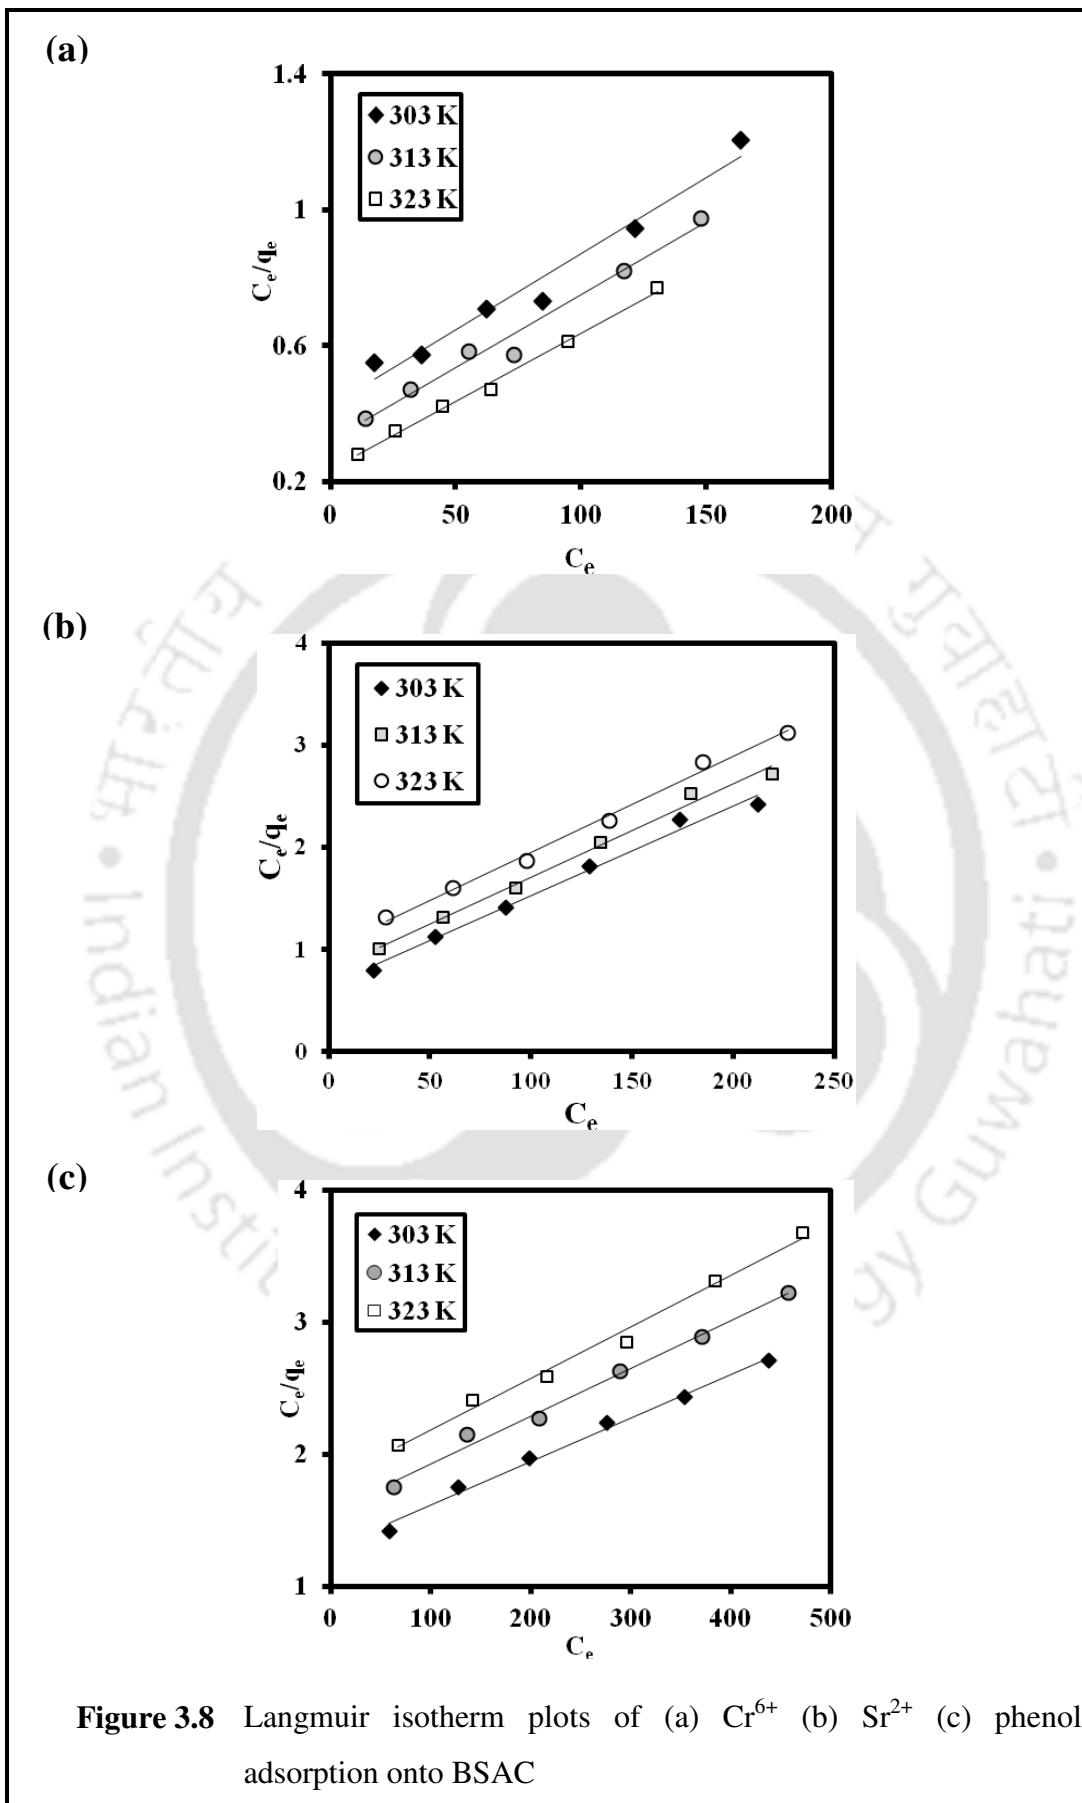 (a)
1.4
1
0.6
0.2
303 K
313 K
323 K
Ce/qe
0 50 100 150 200
Ce
(b)
4
3
2
1
0
303 K
313 K
323 K
Ce/qe
0 50 100 150 200 250
Ce
(c)
4
3
2
1
303 K
313 K
323 K
Ce/qe
0 100 200 300 400 500
Ce
Figure 3.8 Langmuir isotherm plots of (a) Cr⁶⁺ (b) Sr²⁺ (c) phenol
adsorption onto BSAC
भारतीय
गुवाहाटी
Indian
Guwahati